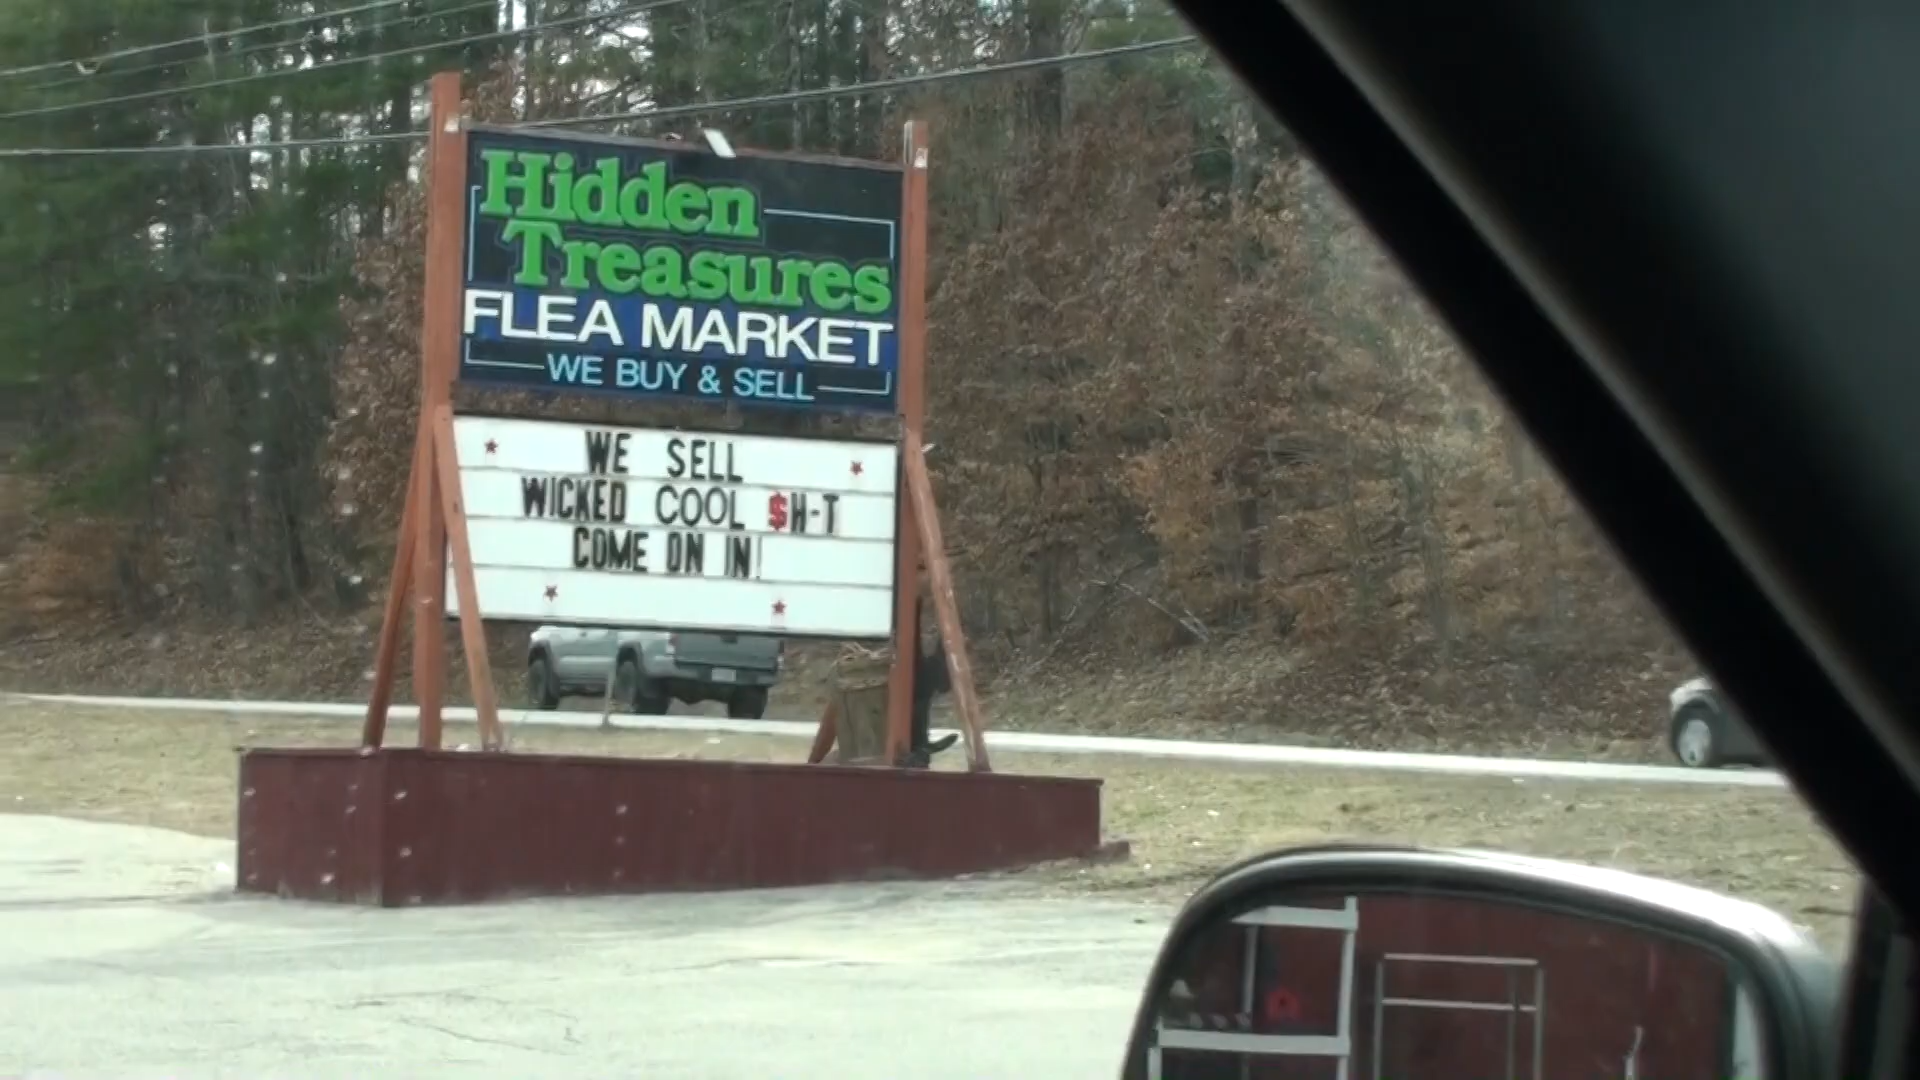 Hidden
Treasures
FLEA MARKET
WE BUY & SELL
WE SELL
WICKED COOL $H-T
COME ON IN!